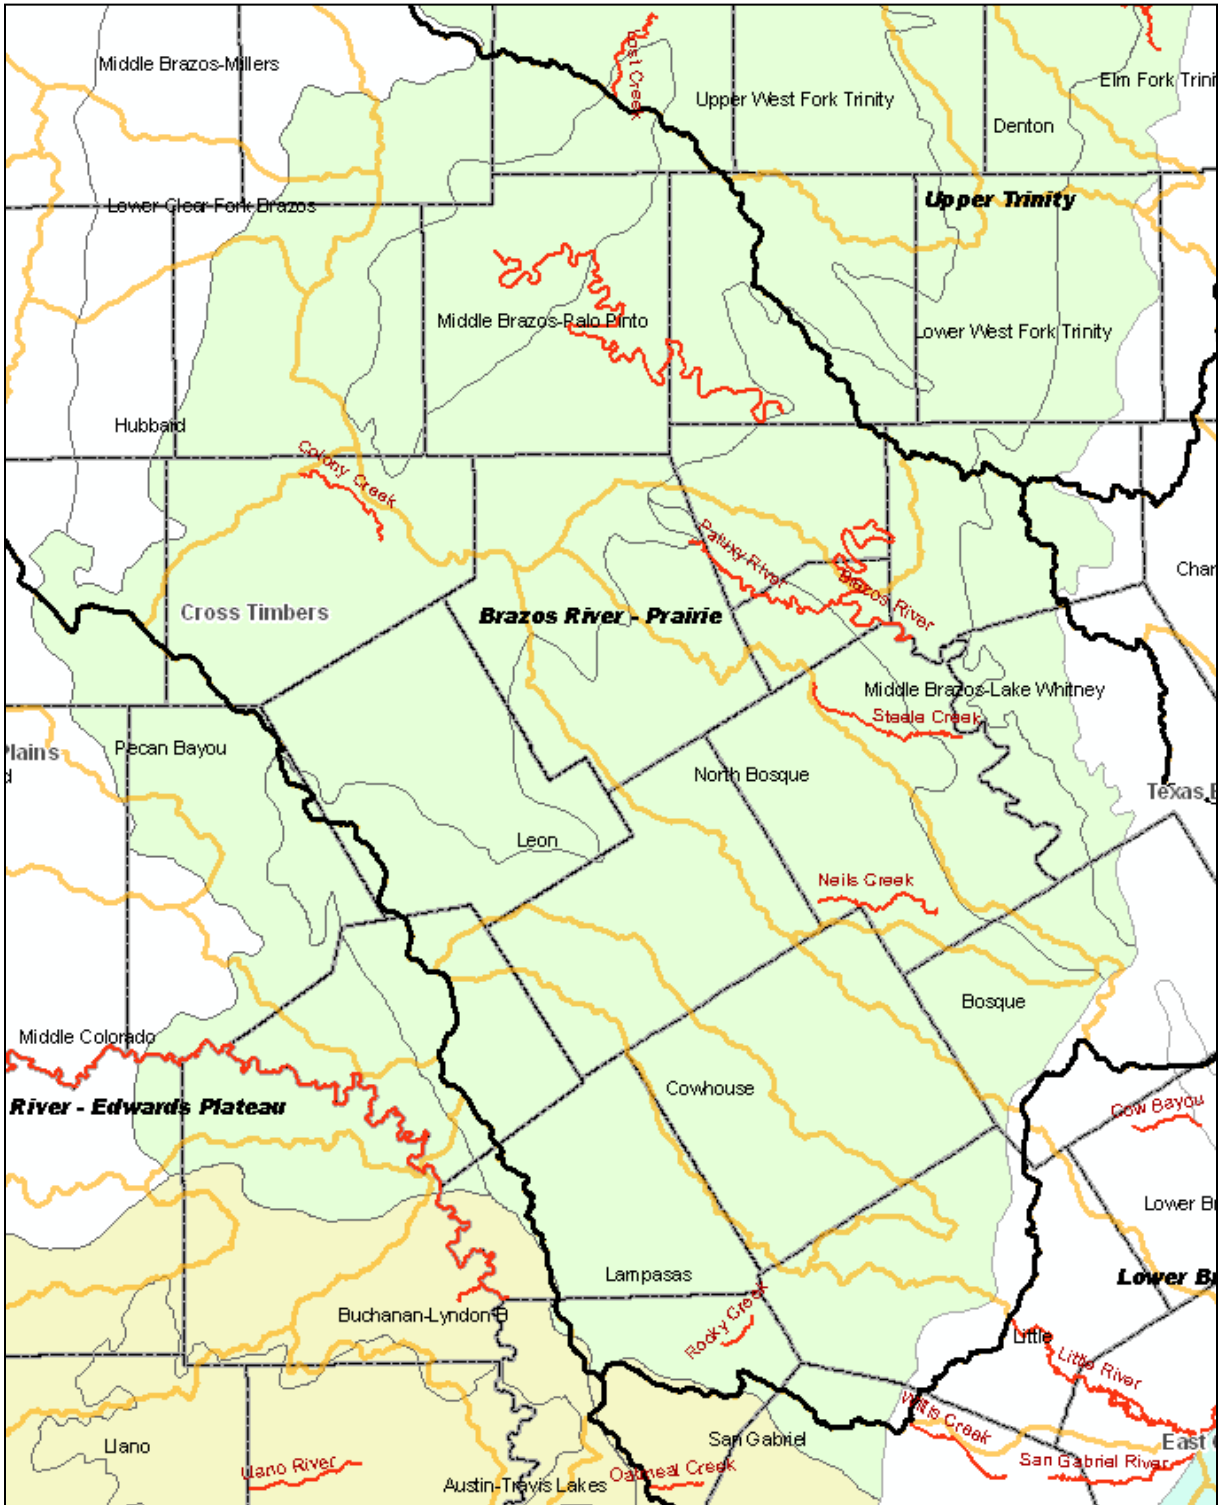 Lost Creek
Middle Brazos-Millers
Elm Fork Trini
Upper West Fork Trinity
Denton
Upper Trinity
Lower Clear Fork Brazos
Middle Brazos-Palo Pinto
Lower West Fork Trinity
Hubbard
Colony Creek
Paluxy River
Brazos River
Char
Cross Timbers
Brazos River - Prairie
Middle Brazos-Lake Whitney
Steele Creek
Plains
d
Pecan Bayou
North Bosque
Texas B
Leon
Neils Creek
Bosque
Middle Colorado
Cowhouse
River - Edwards Plateau
Cow Bayou
Lower Br
Lampasas
Lower Br
Buchanan-Lyndon B
Rocky Creek
Little
Little River
Willis Creek
San Gabriel
East C
Llano
San Gabriel River
Llano River
Oatmeal Creek
Austin-Travis Lakes